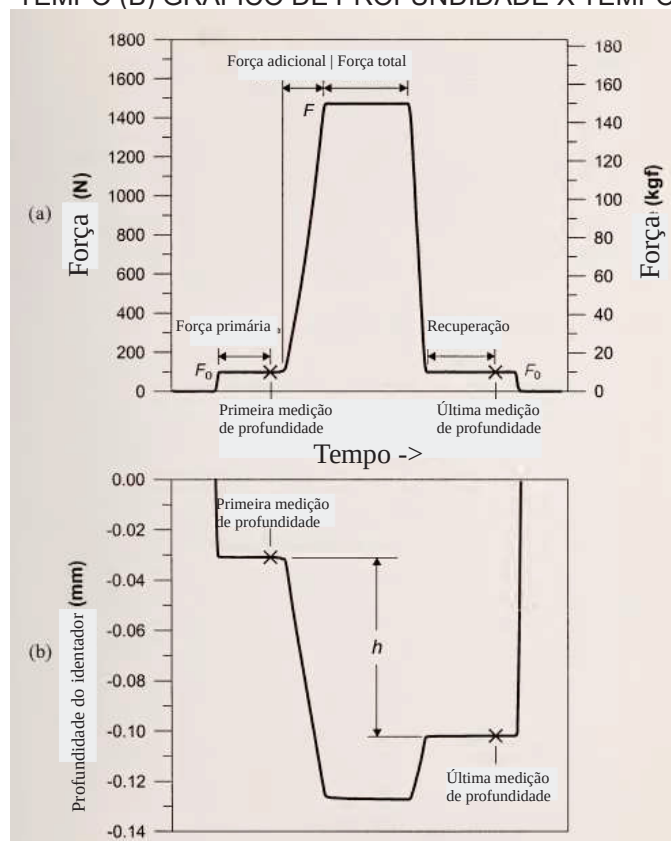 TEMPO (B) GRÁFICO DE PROFUNDIDADE X TEMPO
1800
1600
1400
1200
1000
800
600
400
200
100
0
Força (N)
(a)
Força adicional | Força total
F
Força primária
Recuperação
F₀
F₀
180
160
140
120
100
80
60
40
20
10
0
Força (kgf)
Primeira medição
de profundidade
Última medição
de profundidade
Tempo ->
0.00
-0.02
-0.04
-0.06
-0.08
-0.10
-0.12
-0.14
Profundidade do identador (mm)
(b)
Primeira medição
de profundidade
h
Última medição
de profundidade